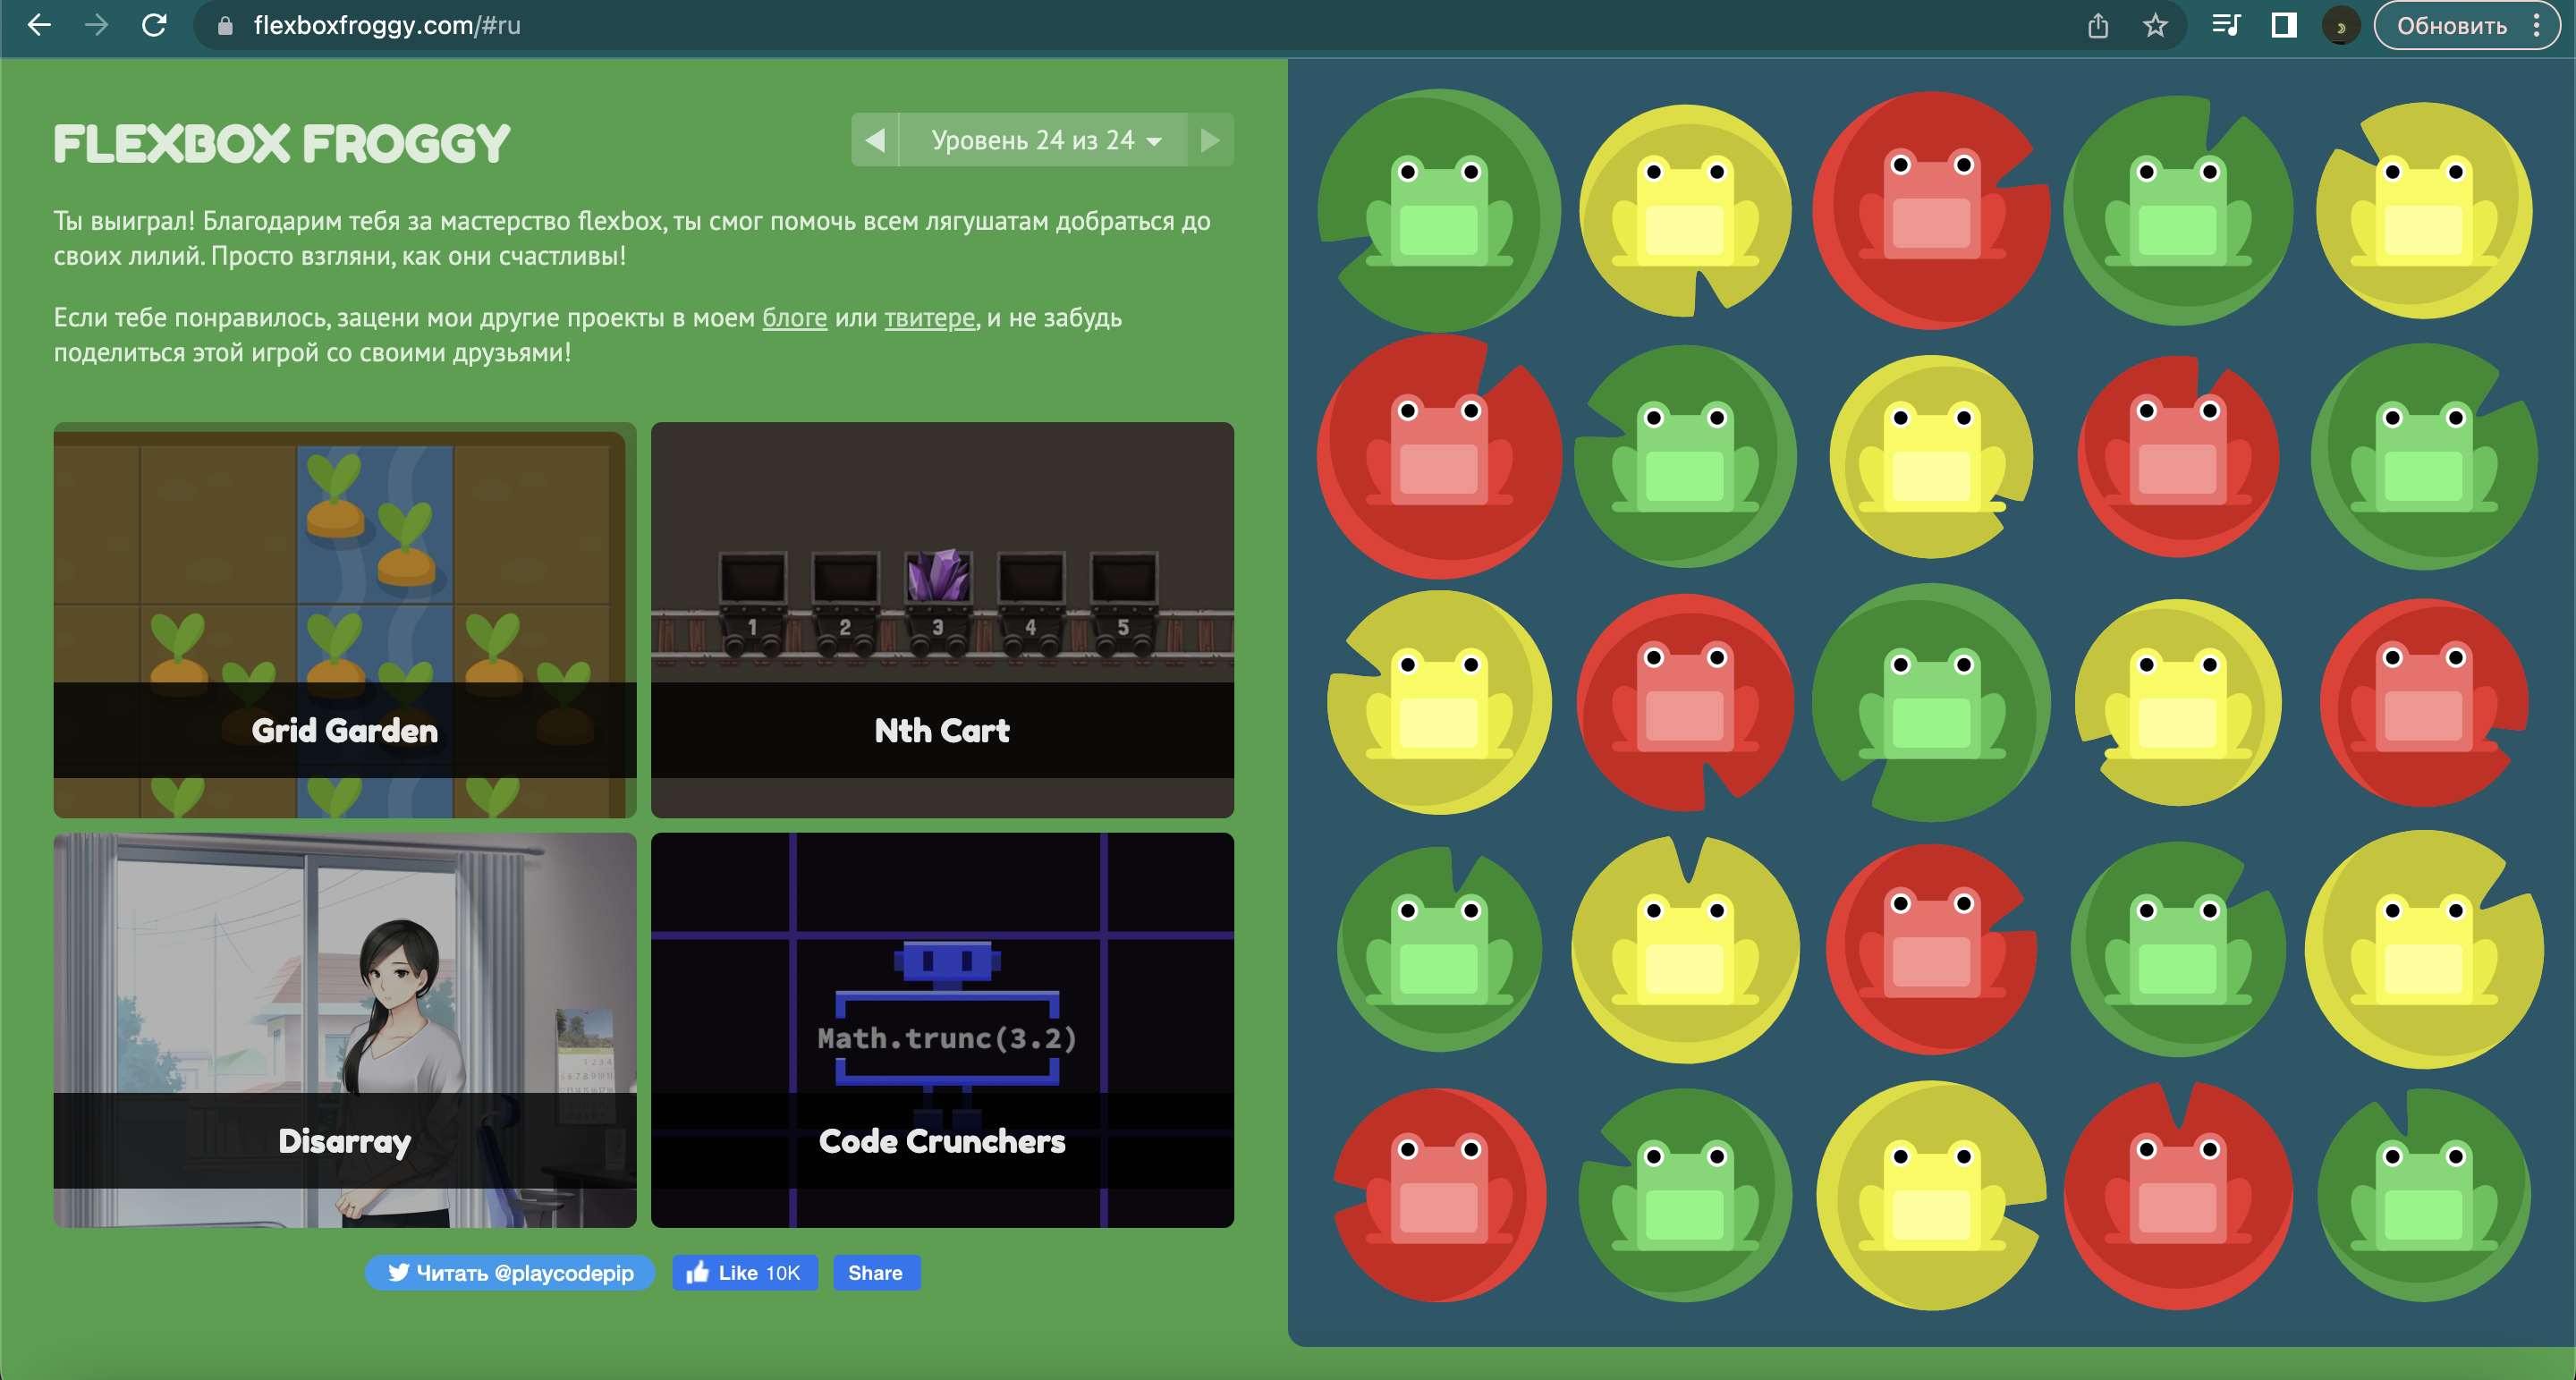 flexboxfroggy.com/#ru
Обновить
FLEXBOX FROGGY
Уровень 24 из 24
Ты выиграл! Благодарим тебя за мастерство flexbox, ты смог помочь всем лягушатам добраться до
своих лилий. Просто взгляни, как они счастливы!
Если тебе понравилось, зацени мои другие проекты в моем блоге или твитере, и не забудь
поделиться этой игрой со своими друзьями!
1 2 3 4 5
Grid Garden
Nth Cart
Math.trunc(3.2)
Disarray
Code Crunchers
Читать @playcodepip
Like 10K
Share